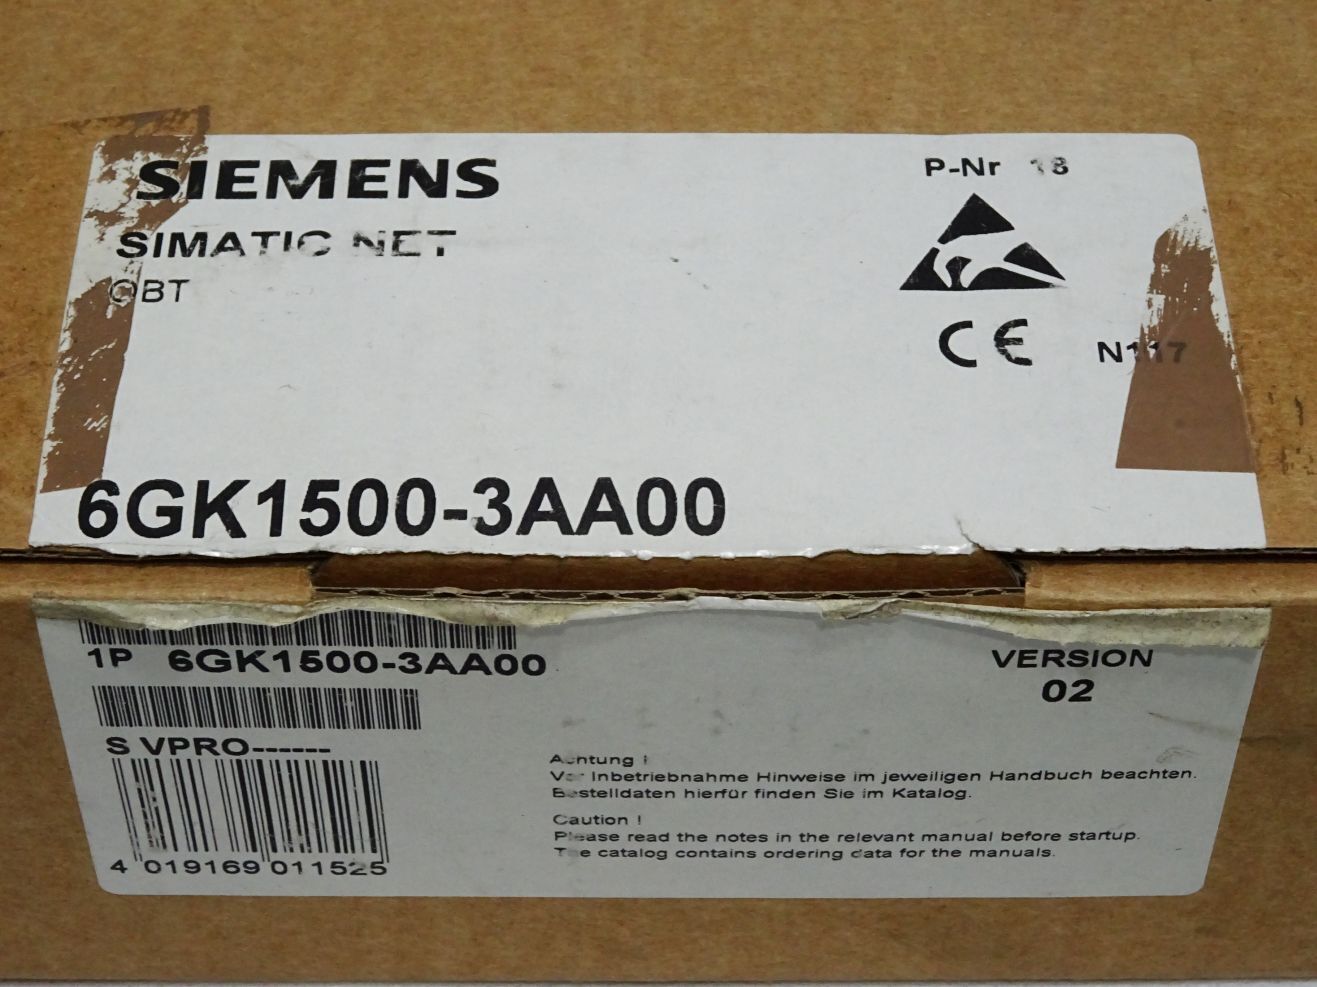 SIEMENS
P-Nr 18
SIMATIC NET
OBT
CE
N117
6GK1500-3AA00
1P 6GK1500-3AA00
VERSION
02
S VPRO------
Achtung !
Vor Inbetriebnahme Hinweise im jeweiligen Handbuch beachten.
Bestelldaten hierfür finden Sie im Katalog.
Caution !
Please read the notes in the relevant manual before startup.
The catalog contains ordering data for the manuals.
4 019169 011525